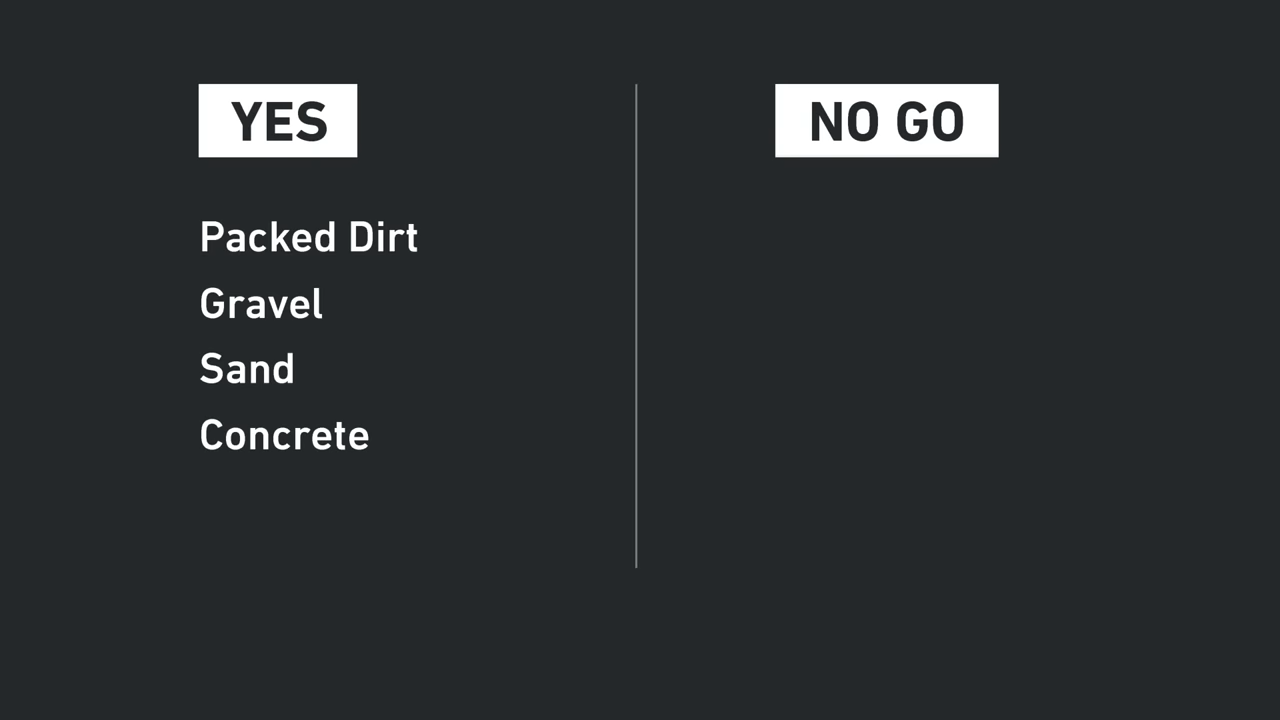 YES
Packed Dirt
Gravel
Sand
Concrete
NO GO